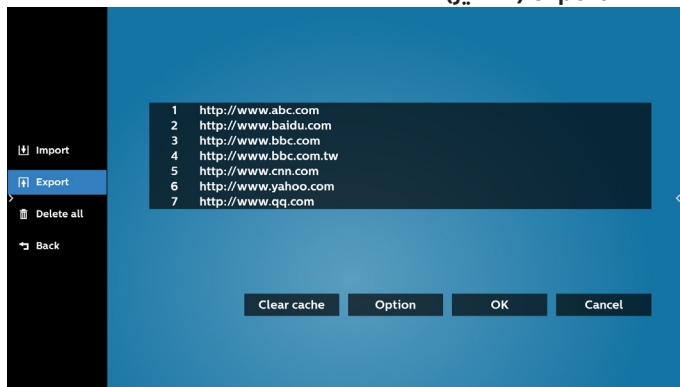 1 http://www.abc.com
2 http://www.baidu.com
3 http://www.bbc.com
4 http://www.bbc.com.tw
5 http://www.cnn.com
6 http://www.yahoo.com
7 http://www.qq.com
Import
Export
Delete all
Back
Clear cache Option OK Cancel